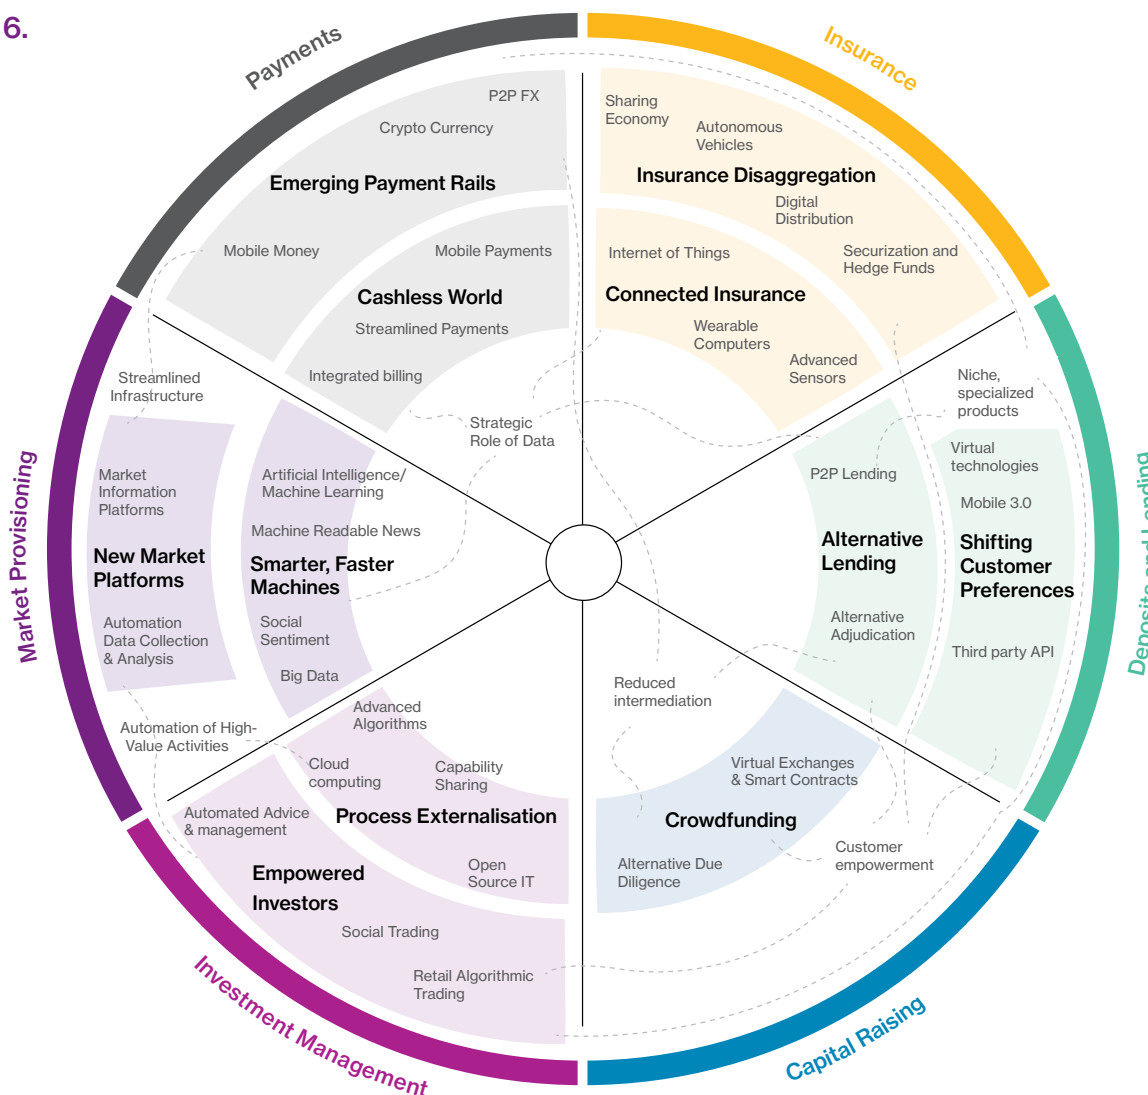 6.
Payments
Insurance
P2P FX
Crypto Currency
Emerging Payment Rails
Mobile Money
Mobile Payments
Cashless World
Streamlined Payments
Integrated billing
Sharing
Economy
Autonomous
Vehicles
Insurance Disaggregation
Digital
Distribution
Securization and
Hedge Funds
Internet of Things
Connected Insurance
Wearable
Computers
Advanced
Sensors
Streamlined
Infrastructure
Strategic
Role of Data
Niche,
specialized
products
Market Provisioning
Market
Information
Platforms
New Market
Platforms
Automation
Data Collection
& Analysis
Artificial Intelligence/
Machine Learning
Machine Readable News
Smarter, Faster
Machines
Social
Sentiment
Big Data
P2P Lending
Alternative
Lending
Alternative
Adjudication
Virtual
technologies
Mobile 3.0
Shifting
Customer
Preferences
Third party API
Deposits and Lending
Automation of High-
Value Activities
Reduced
intermediation
Advanced
Algorithms
Cloud
computing
Capability
Sharing
Process Externalisation
Open
Source IT
Automated Advice
& management
Empowered
Investors
Social Trading
Retail Algorithmic
Trading
Investment Management
Virtual Exchanges
& Smart Contracts
Crowdfunding
Alternative Due
Diligence
Customer
empowerment
Capital Raising